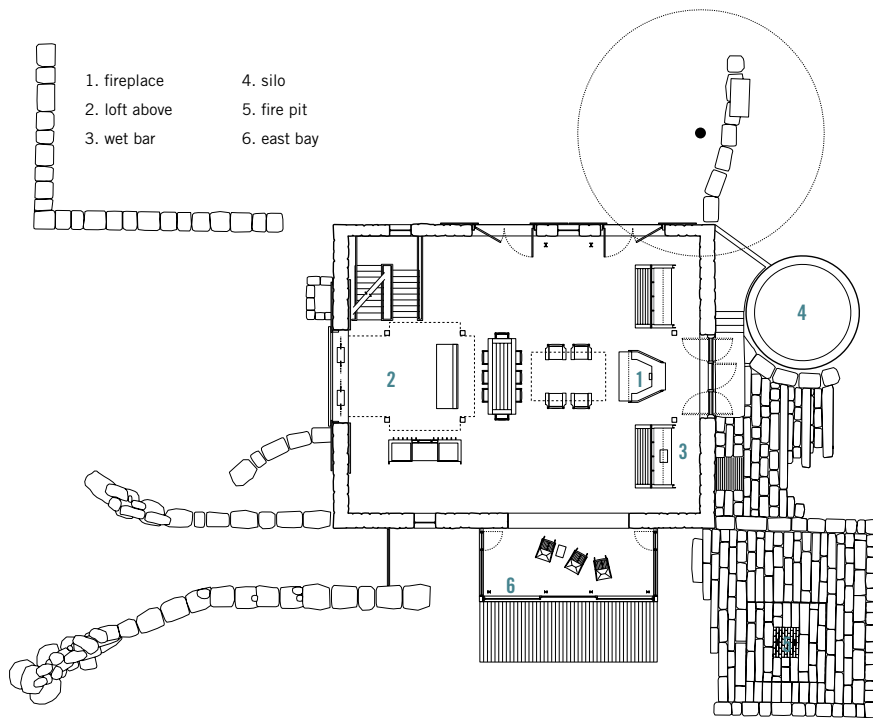 1. fireplace
2. loft above
3. wet bar
4. silo
5. fire pit
6. east bay
4
2
1
3
6